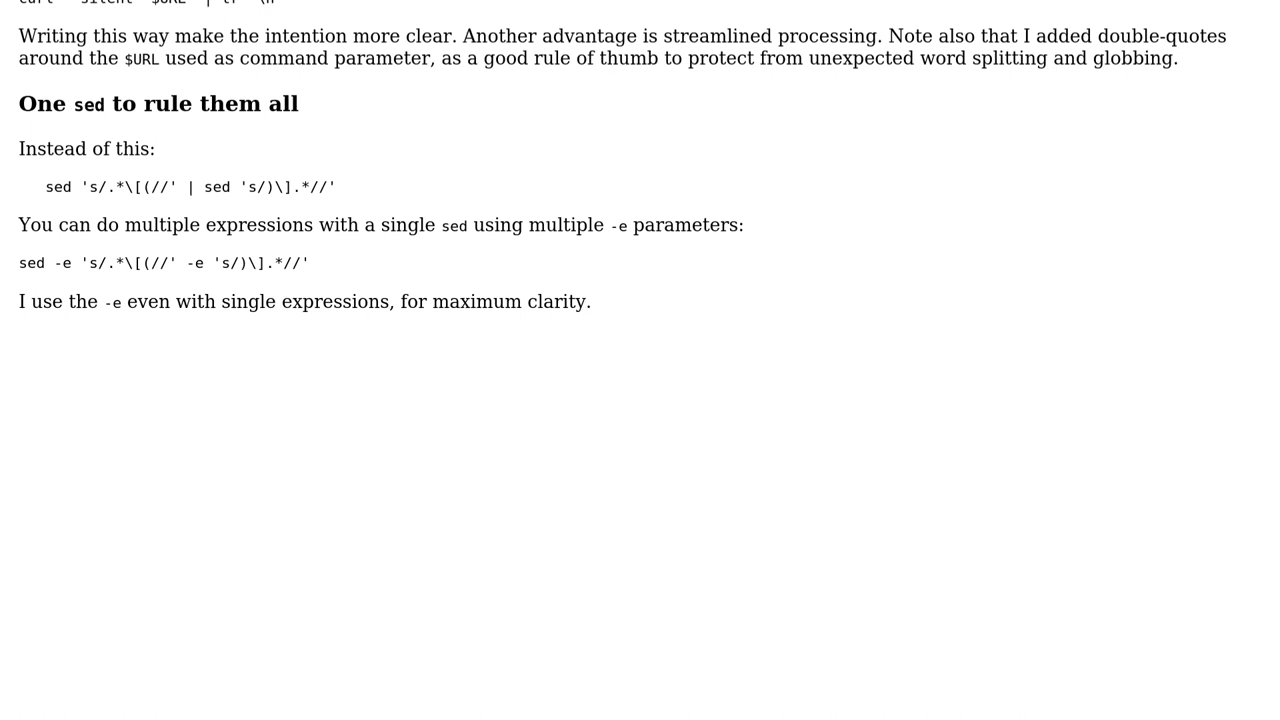 Writing this way make the intention more clear. Another advantage is streamlined processing. Note also that I added double-quotes
around the $URL used as command parameter, as a good rule of thumb to protect from unexpected word splitting and globbing.
One sed to rule them all
Instead of this:
sed 's/.*\[(//' | sed 's/)\].*//'
You can do multiple expressions with a single sed using multiple -e parameters:
sed -e 's/.*\[(//' -e 's/)\].*//'
I use the -e even with single expressions, for maximum clarity.